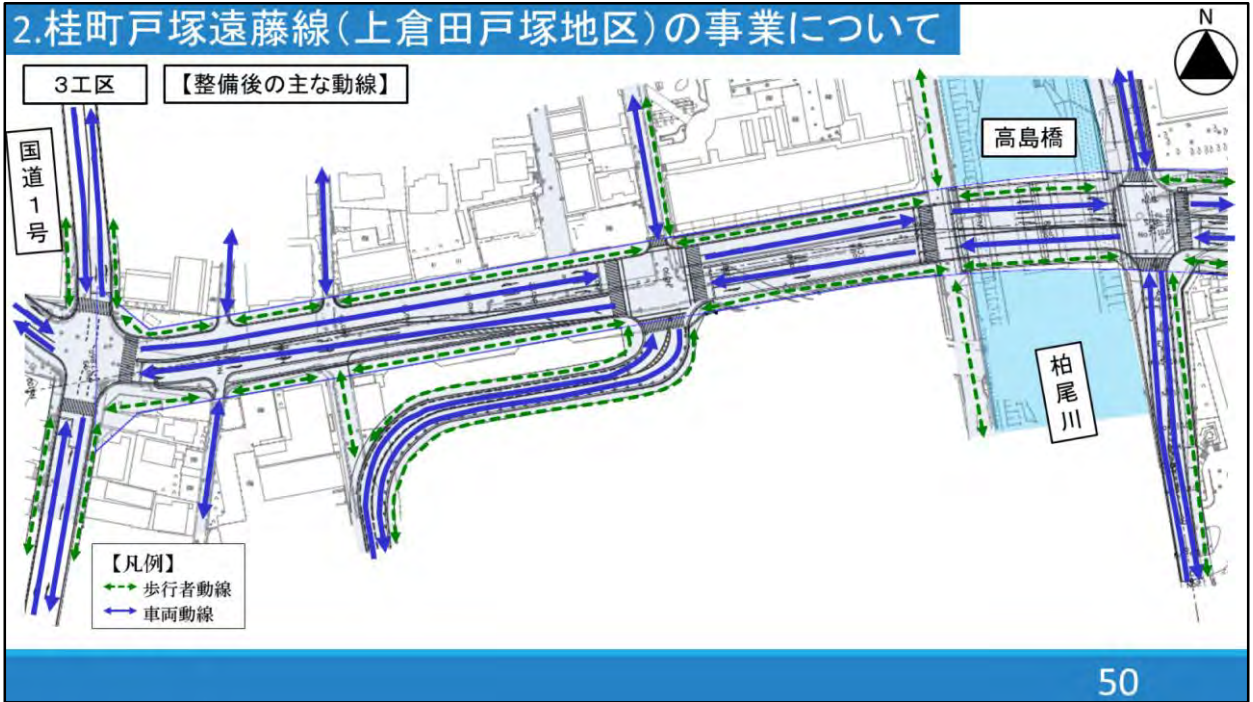 2.桂町戸塚遠藤線(上倉田戸塚地区)の事業について
N
3工区
【整備後の主な動線】
国道1号
高島橋
柏尾川
【凡例】
歩行者動線
車両動線
50